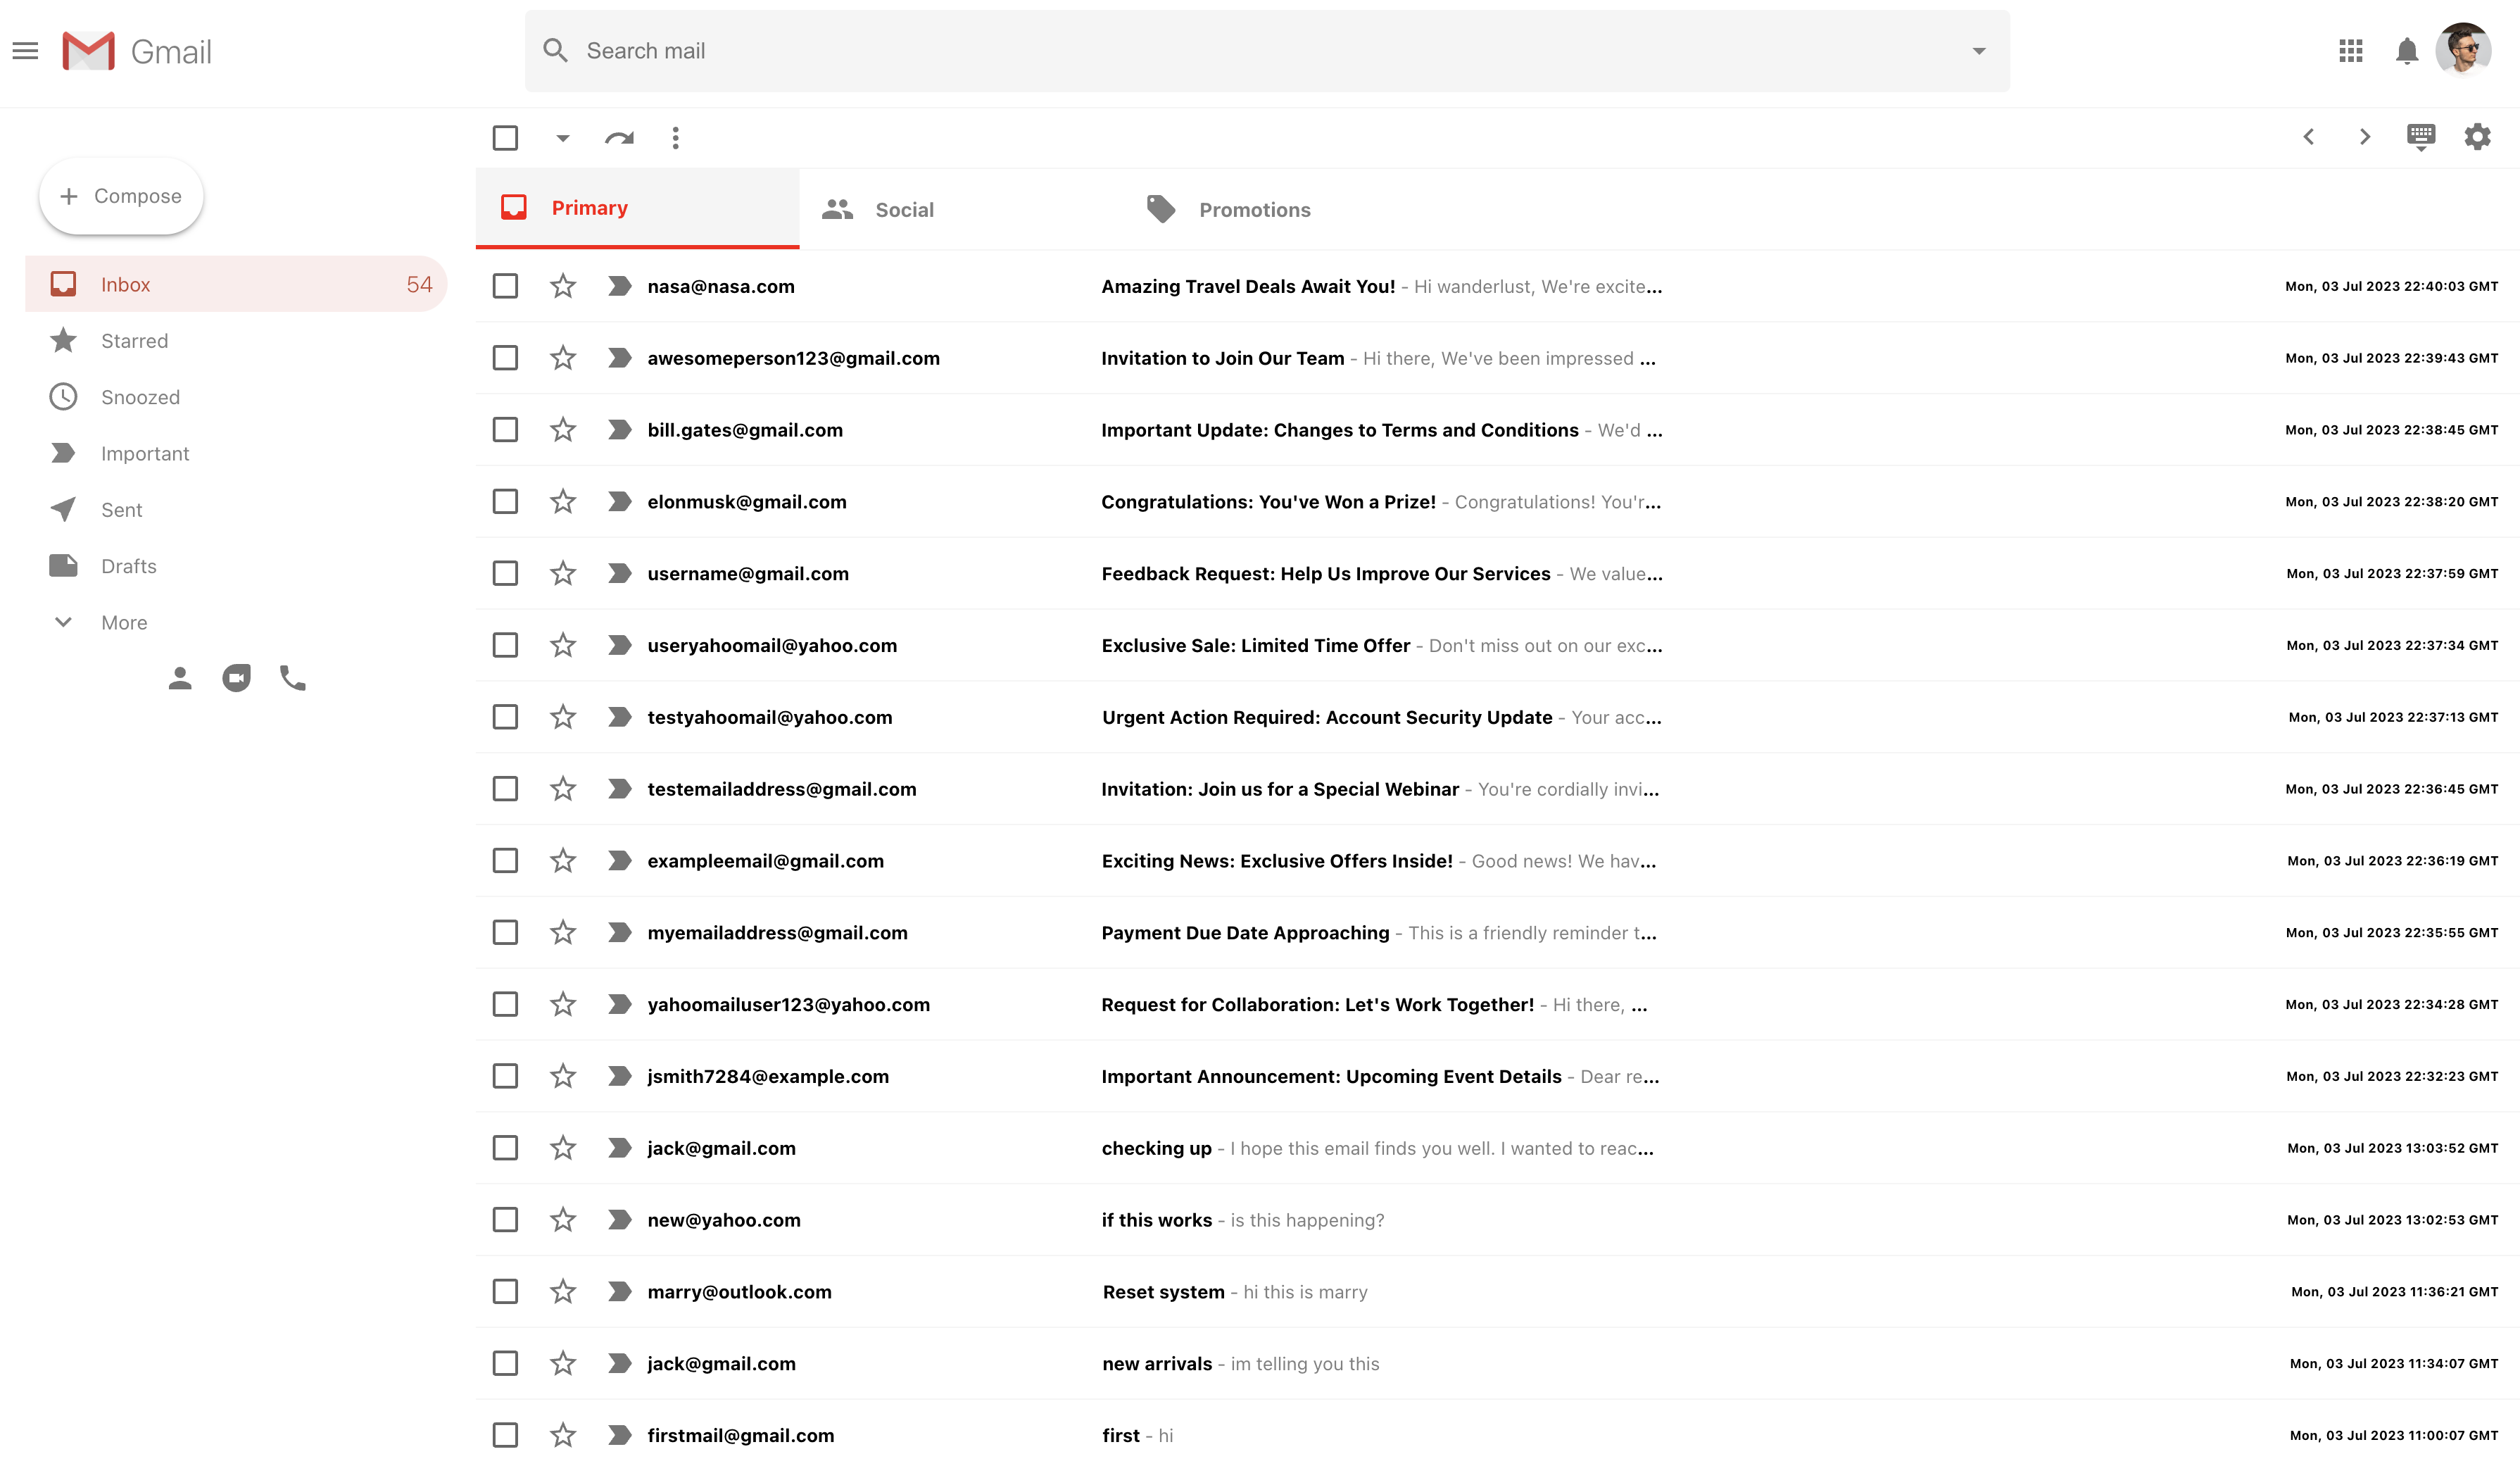 Gmail
Search mail
Compose
Inbox 54
Starred
Snoozed
Important
Sent
Drafts
More
Primary Social Promotions
nasa@nasa.com Amazing Travel Deals Await You! - Hi wanderlust, We're excite... Mon, 03 Jul 2023 22:40:03 GMT
awesomeperson123@gmail.com Invitation to Join Our Team - Hi there, We've been impressed ... Mon, 03 Jul 2023 22:39:43 GMT
bill.gates@gmail.com Important Update: Changes to Terms and Conditions - We'd ... Mon, 03 Jul 2023 22:38:45 GMT
elonmusk@gmail.com Congratulations: You've Won a Prize! - Congratulations! You'r... Mon, 03 Jul 2023 22:38:20 GMT
username@gmail.com Feedback Request: Help Us Improve Our Services - We value... Mon, 03 Jul 2023 22:37:59 GMT
useryahoomail@yahoo.com Exclusive Sale: Limited Time Offer - Don't miss out on our exc... Mon, 03 Jul 2023 22:37:34 GMT
testyahoomail@yahoo.com Urgent Action Required: Account Security Update - Your acc... Mon, 03 Jul 2023 22:37:13 GMT
testemailaddress@gmail.com Invitation: Join us for a Special Webinar - You're cordially invi... Mon, 03 Jul 2023 22:36:45 GMT
exampleemail@gmail.com Exciting News: Exclusive Offers Inside! - Good news! We hav... Mon, 03 Jul 2023 22:36:19 GMT
myemailaddress@gmail.com Payment Due Date Approaching - This is a friendly reminder t... Mon, 03 Jul 2023 22:35:55 GMT
yahoomailuser123@yahoo.com Request for Collaboration: Let's Work Together! - Hi there, ... Mon, 03 Jul 2023 22:34:28 GMT
jsmith7284@example.com Important Announcement: Upcoming Event Details - Dear re... Mon, 03 Jul 2023 22:32:23 GMT
jack@gmail.com checking up - I hope this email finds you well. I wanted to reac... Mon, 03 Jul 2023 13:03:52 GMT
new@yahoo.com if this works - is this happening? Mon, 03 Jul 2023 13:02:53 GMT
marry@outlook.com Reset system - hi this is marry Mon, 03 Jul 2023 11:36:21 GMT
jack@gmail.com new arrivals - im telling you this Mon, 03 Jul 2023 11:34:07 GMT
firstmail@gmail.com first - hi Mon, 03 Jul 2023 11:00:07 GMT